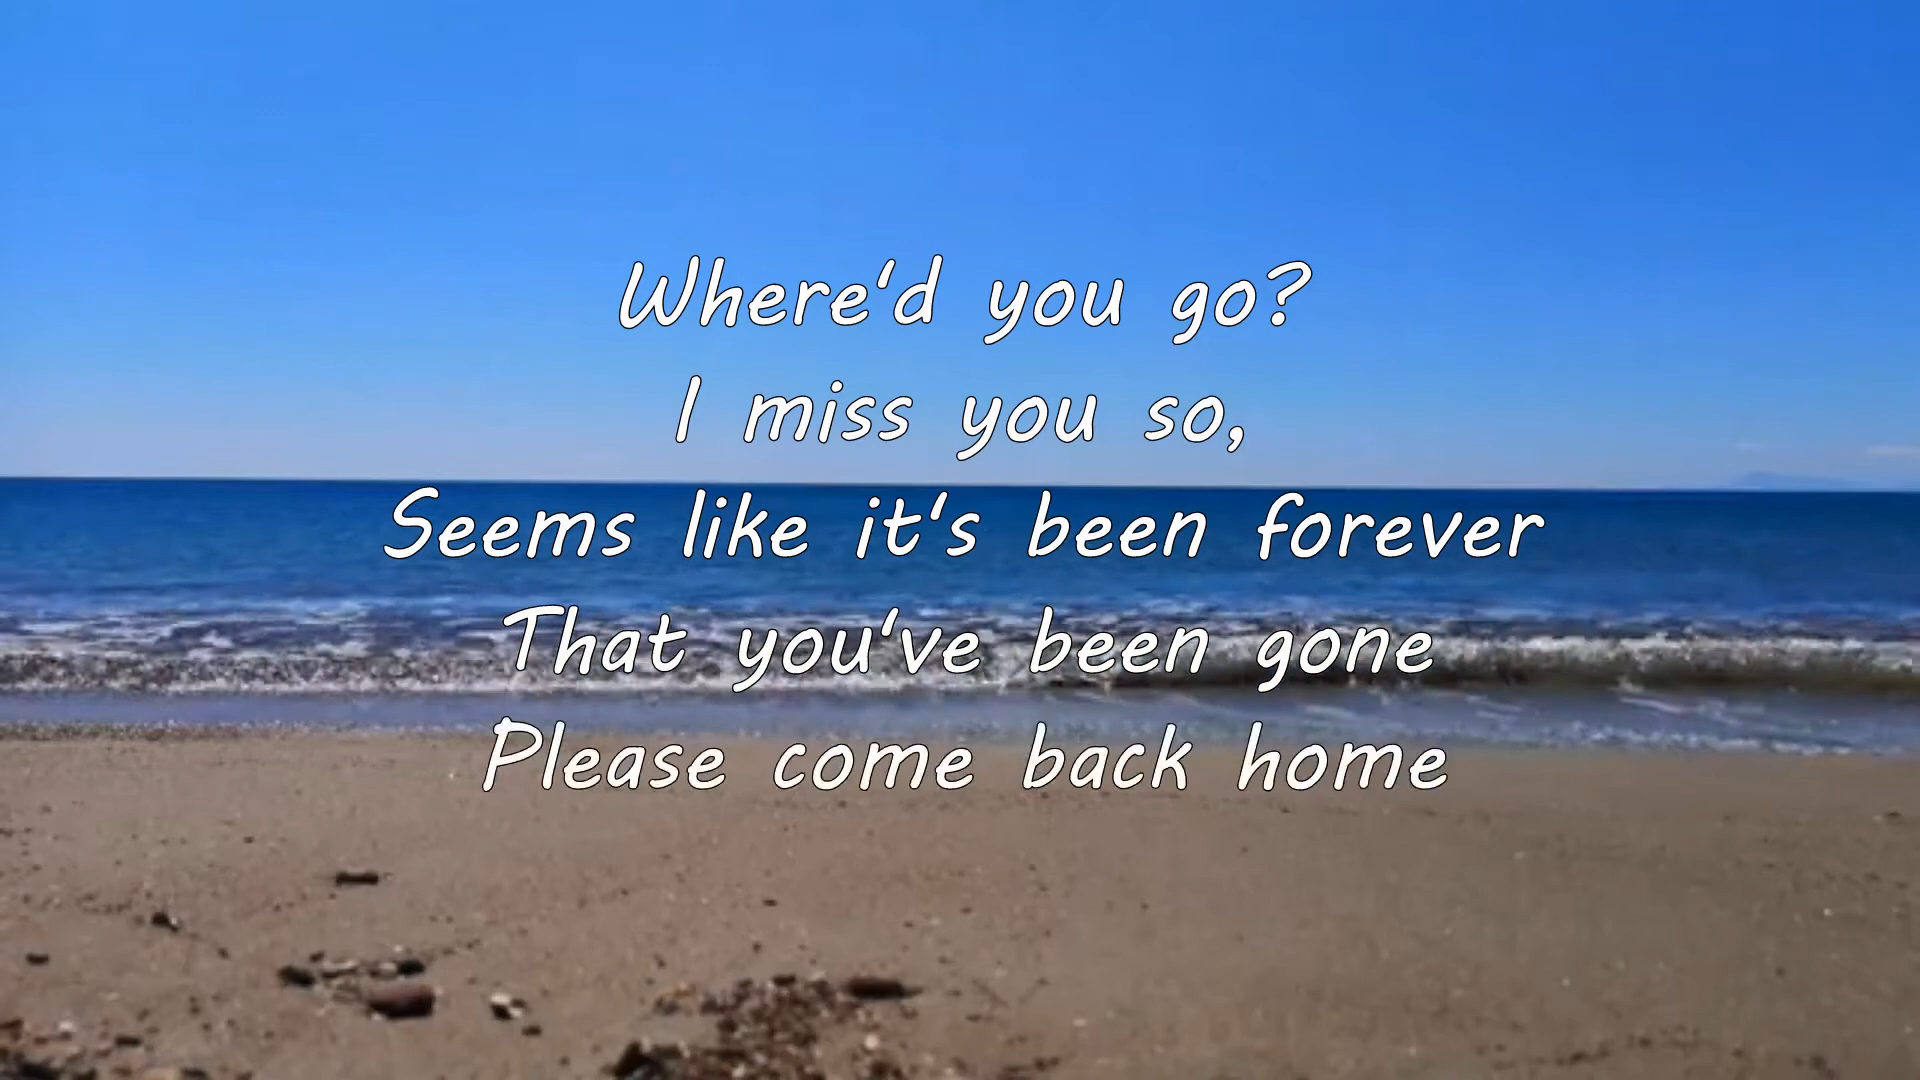 Where'd you go?
I miss you so,
Seems like it's been forever
That you've been gone
Please come back home